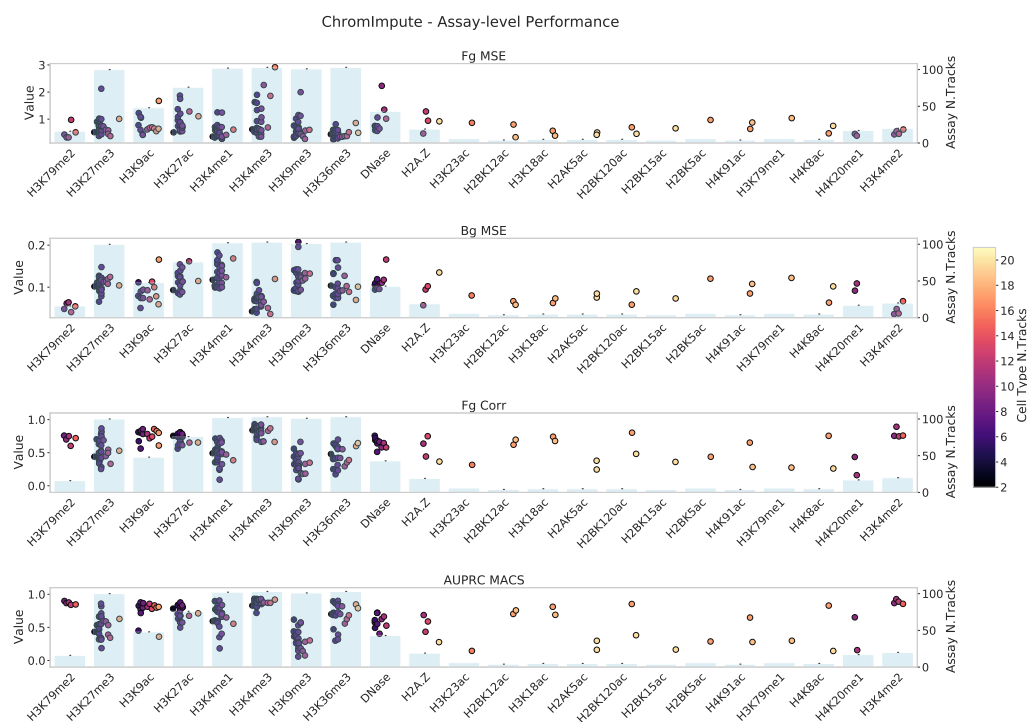 ChromImpute - Assay-level Performance
Fg MSE
3
2
1
Value
100
50
0
Assay N.Tracks
H3K79me2 H3K27me3 H3K9ac H3K27ac H3K4me1 H3K4me3 H3K9me3 H3K36me3 DNase H2A.Z H3K23ac H2BK12ac H3K18ac H2AK5ac H2BK120ac H2BK15ac H2BK5ac H4K91ac H3K79me1 H4K8ac H4K20me1 H3K4me2
Bg MSE
0.2
0.1
Value
100
50
0
Assay N.Tracks
H3K79me2 H3K27me3 H3K9ac H3K27ac H3K4me1 H3K4me3 H3K9me3 H3K36me3 DNase H2A.Z H3K23ac H2BK12ac H3K18ac H2AK5ac H2BK120ac H2BK15ac H2BK5ac H4K91ac H3K79me1 H4K8ac H4K20me1 H3K4me2
Fg Corr
1.0
0.5
0.0
Value
100
50
0
Assay N.Tracks
H3K79me2 H3K27me3 H3K9ac H3K27ac H3K4me1 H3K4me3 H3K9me3 H3K36me3 DNase H2A.Z H3K23ac H2BK12ac H3K18ac H2AK5ac H2BK120ac H2BK15ac H2BK5ac H4K91ac H3K79me1 H4K8ac H4K20me1 H3K4me2
AUPRC MACS
1.0
0.5
0.0
Value
100
50
0
Assay N.Tracks
H3K79me2 H3K27me3 H3K9ac H3K27ac H3K4me1 H3K4me3 H3K9me3 H3K36me3 DNase H2A.Z H3K23ac H2BK12ac H3K18ac H2AK5ac H2BK120ac H2BK15ac H2BK5ac H4K91ac H3K79me1 H4K8ac H4K20me1 H3K4me2
20
18
16
14
12
10
8
6
4
2
Cell Type N.Tracks